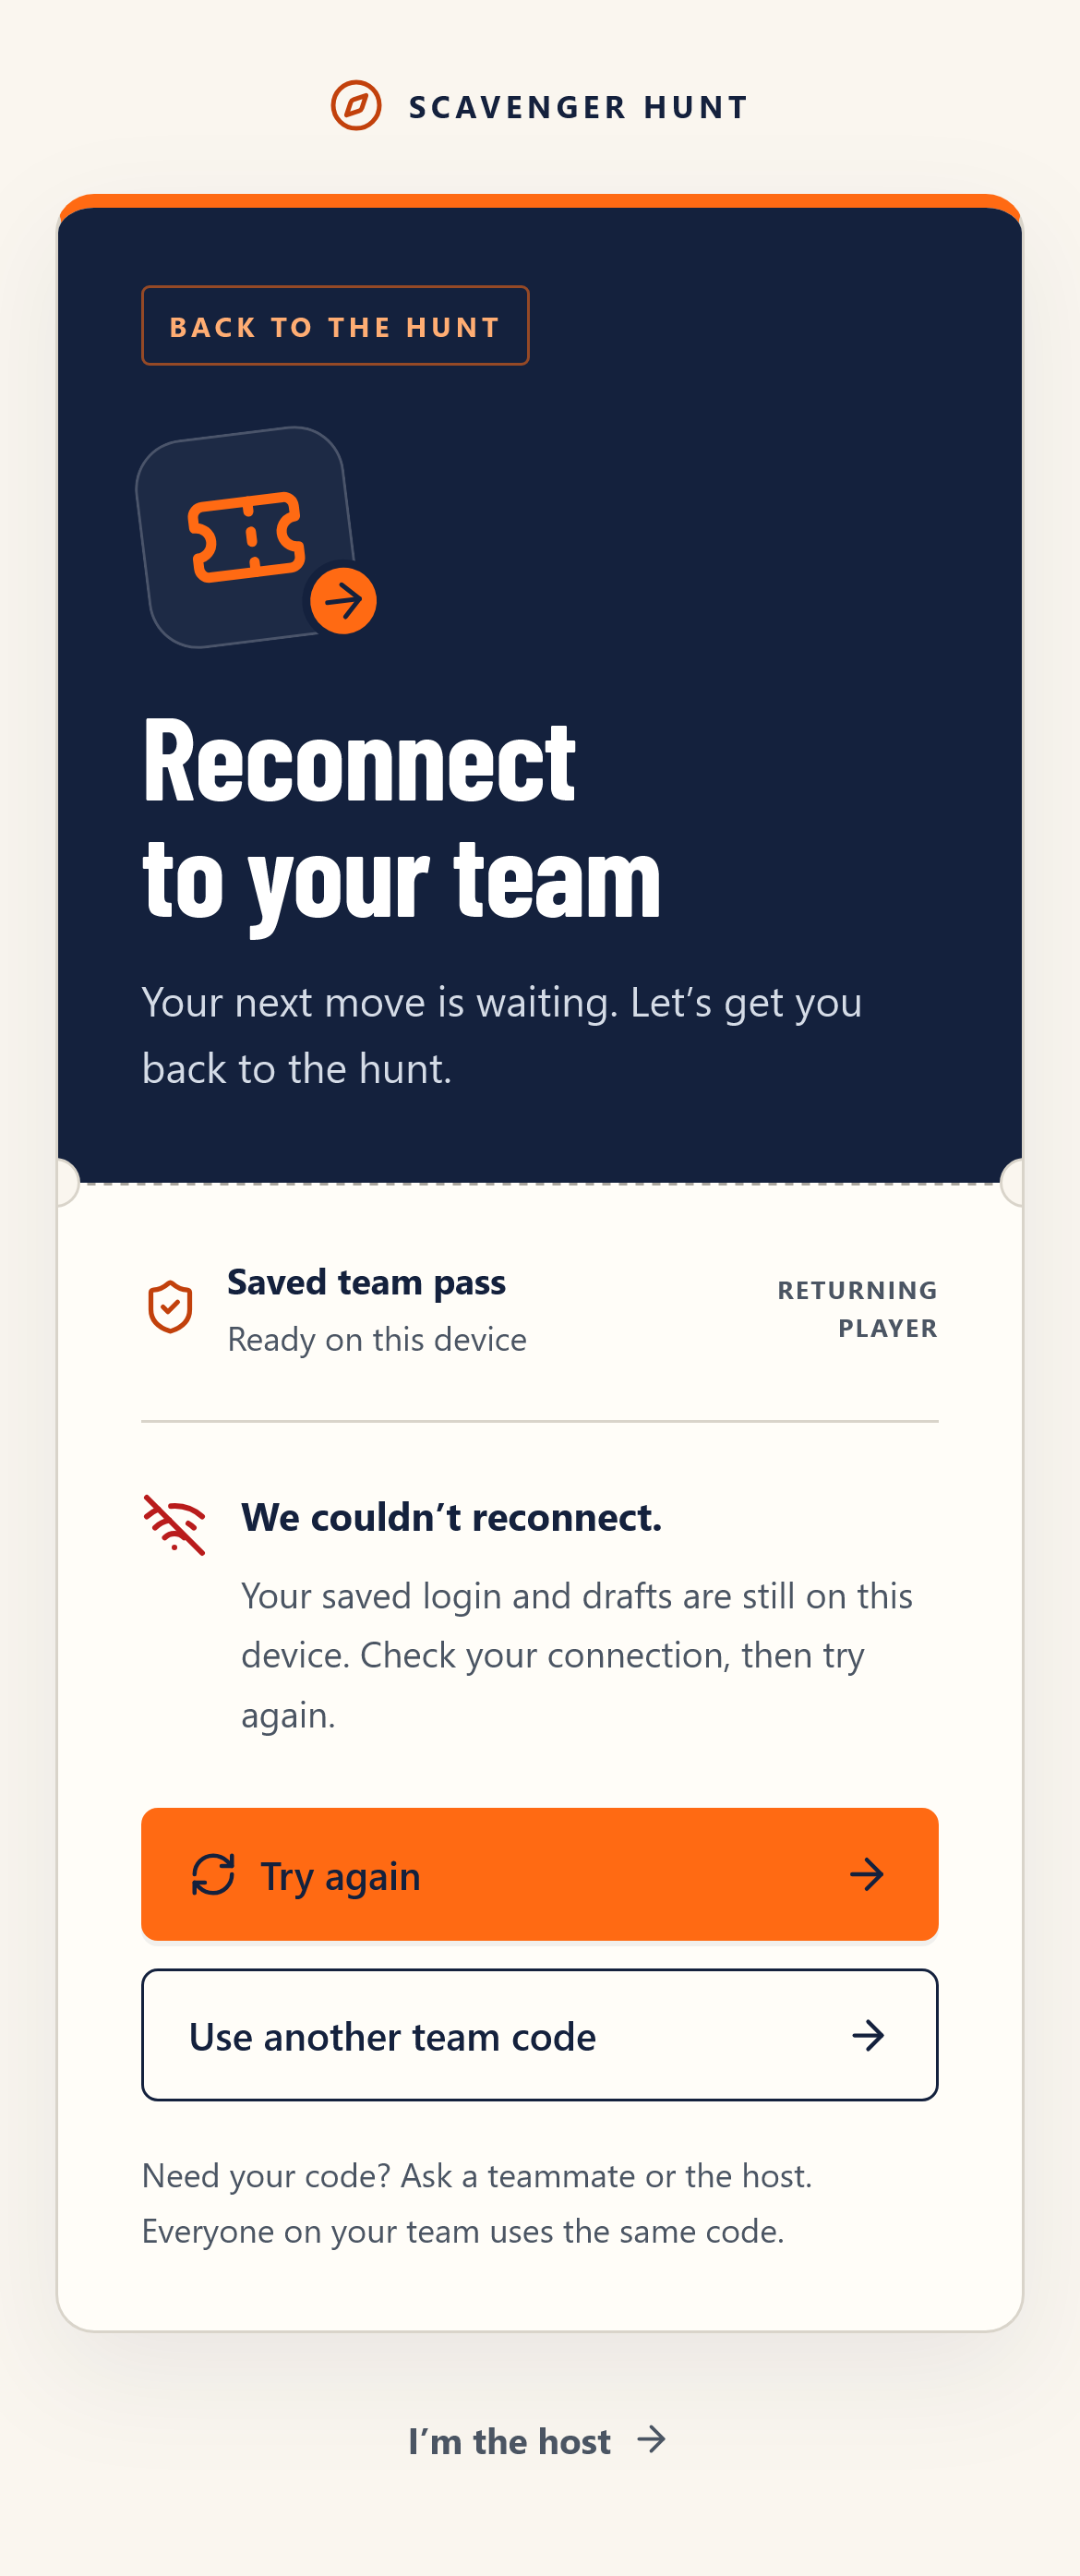 SCAVENGER HUNT
BACK TO THE HUNT
Reconnect
to your team
Your next move is waiting. Let’s get you
back to the hunt.
Saved team pass
Ready on this device
RETURNING
PLAYER
We couldn’t reconnect.
Your saved login and drafts are still on this
device. Check your connection, then try
again.
Try again
Use another team code
Need your code? Ask a teammate or the host.
Everyone on your team uses the same code.
I’m the host